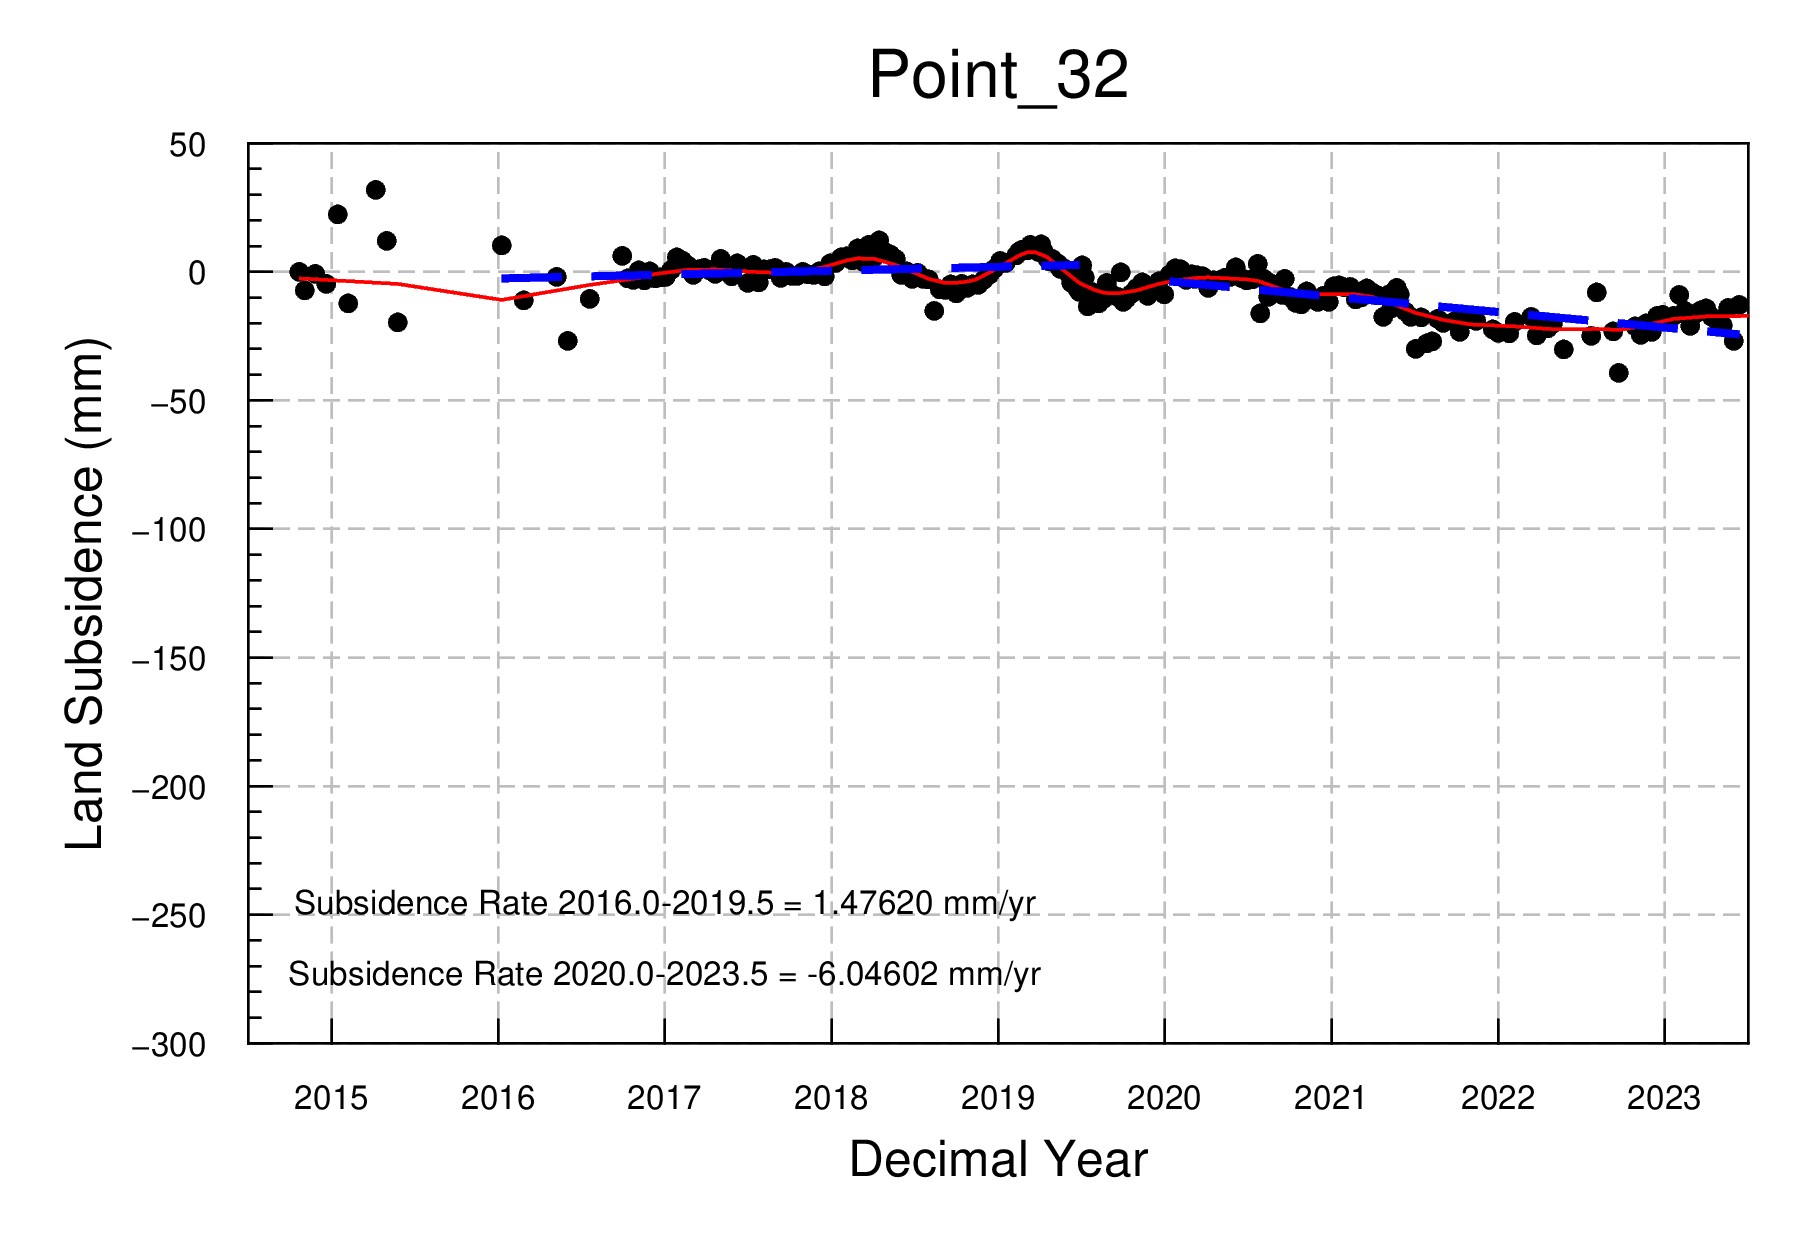 Point_32
50
0
−50
−100
−150
−200
−250
−300
Land Subsidence (mm)
Subsidence Rate 2016.0-2019.5 = 1.47620 mm/yr
Subsidence Rate 2020.0-2023.5 = -6.04602 mm/yr
2015 2016 2017 2018 2019 2020 2021 2022 2023
Decimal Year